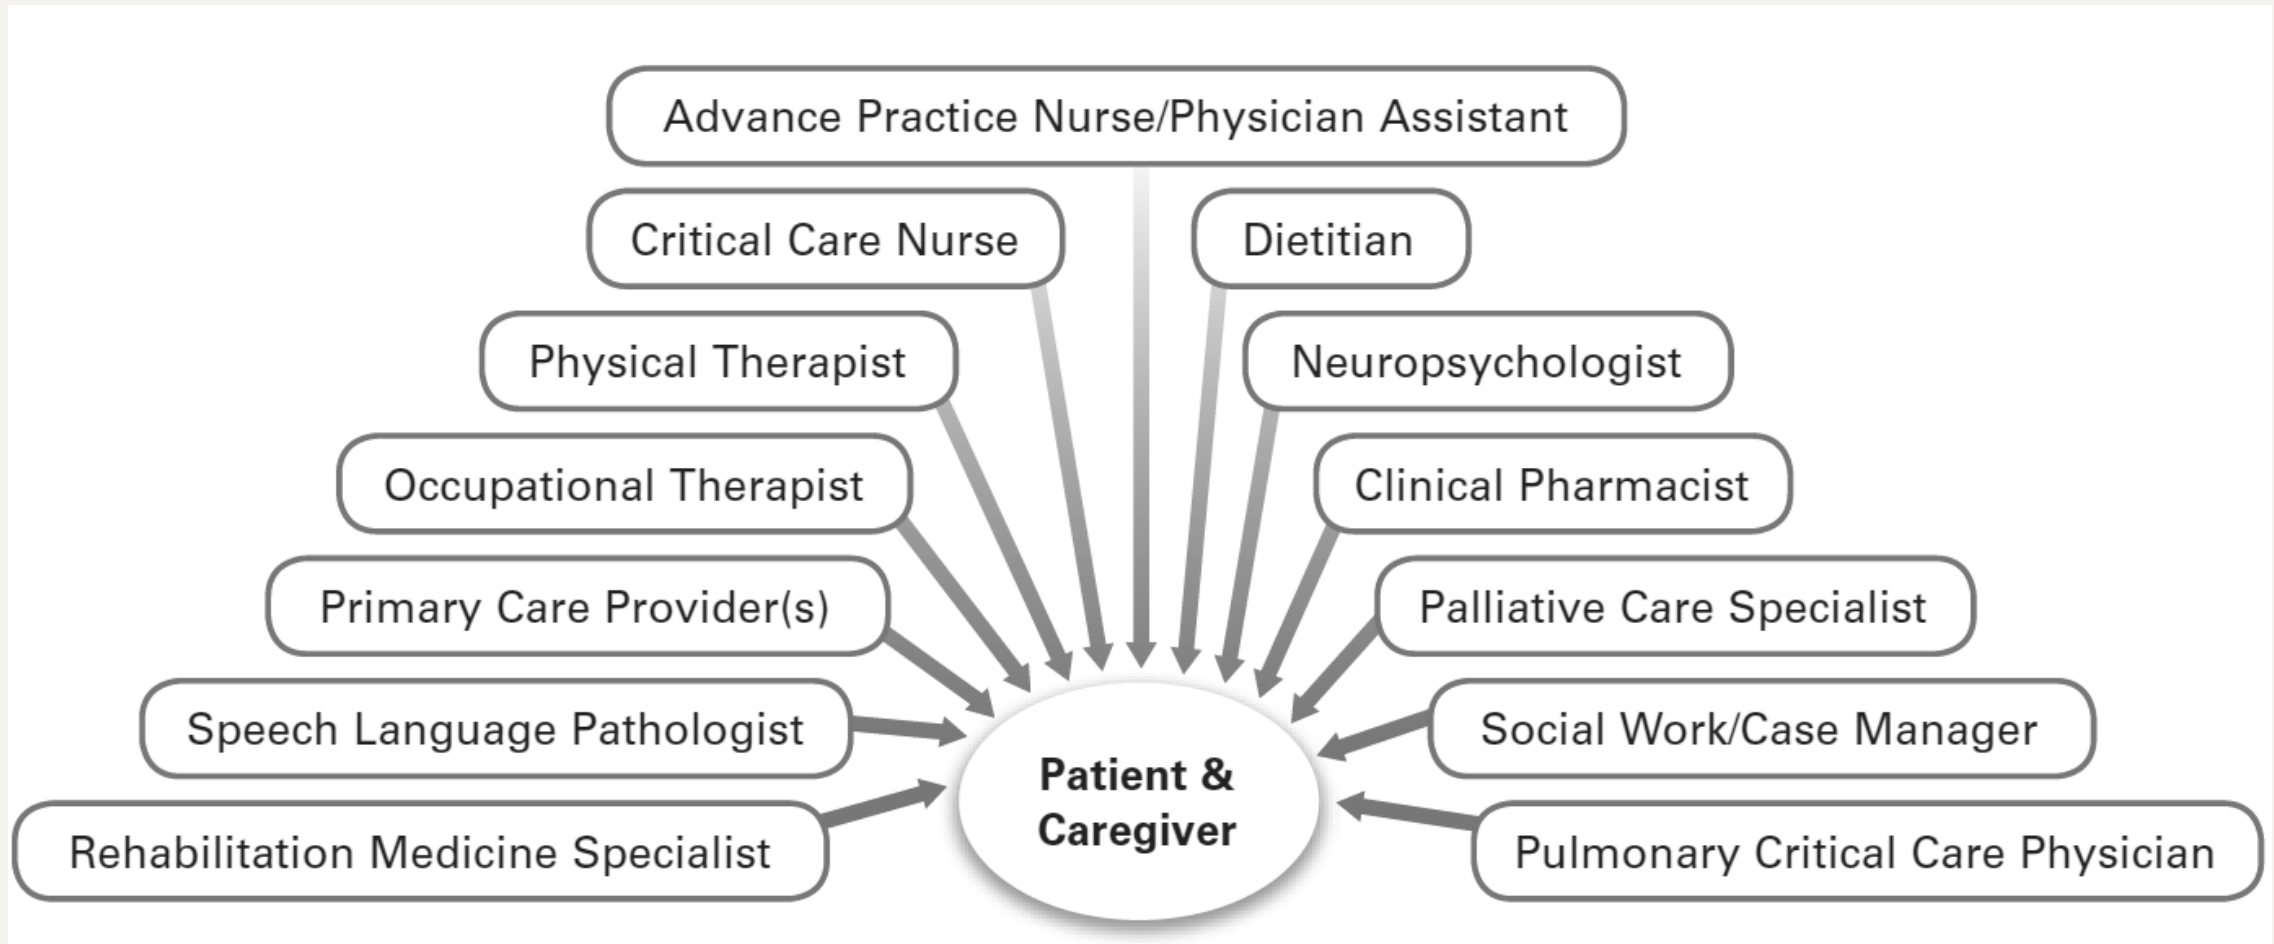 Advance Practice Nurse/Physician Assistant
Critical Care Nurse
Dietitian
Physical Therapist
Neuropsychologist
Occupational Therapist
Clinical Pharmacist
Primary Care Provider(s)
Palliative Care Specialist
Speech Language Pathologist
Social Work/Case Manager
Patient &
Caregiver
Rehabilitation Medicine Specialist
Pulmonary Critical Care Physician